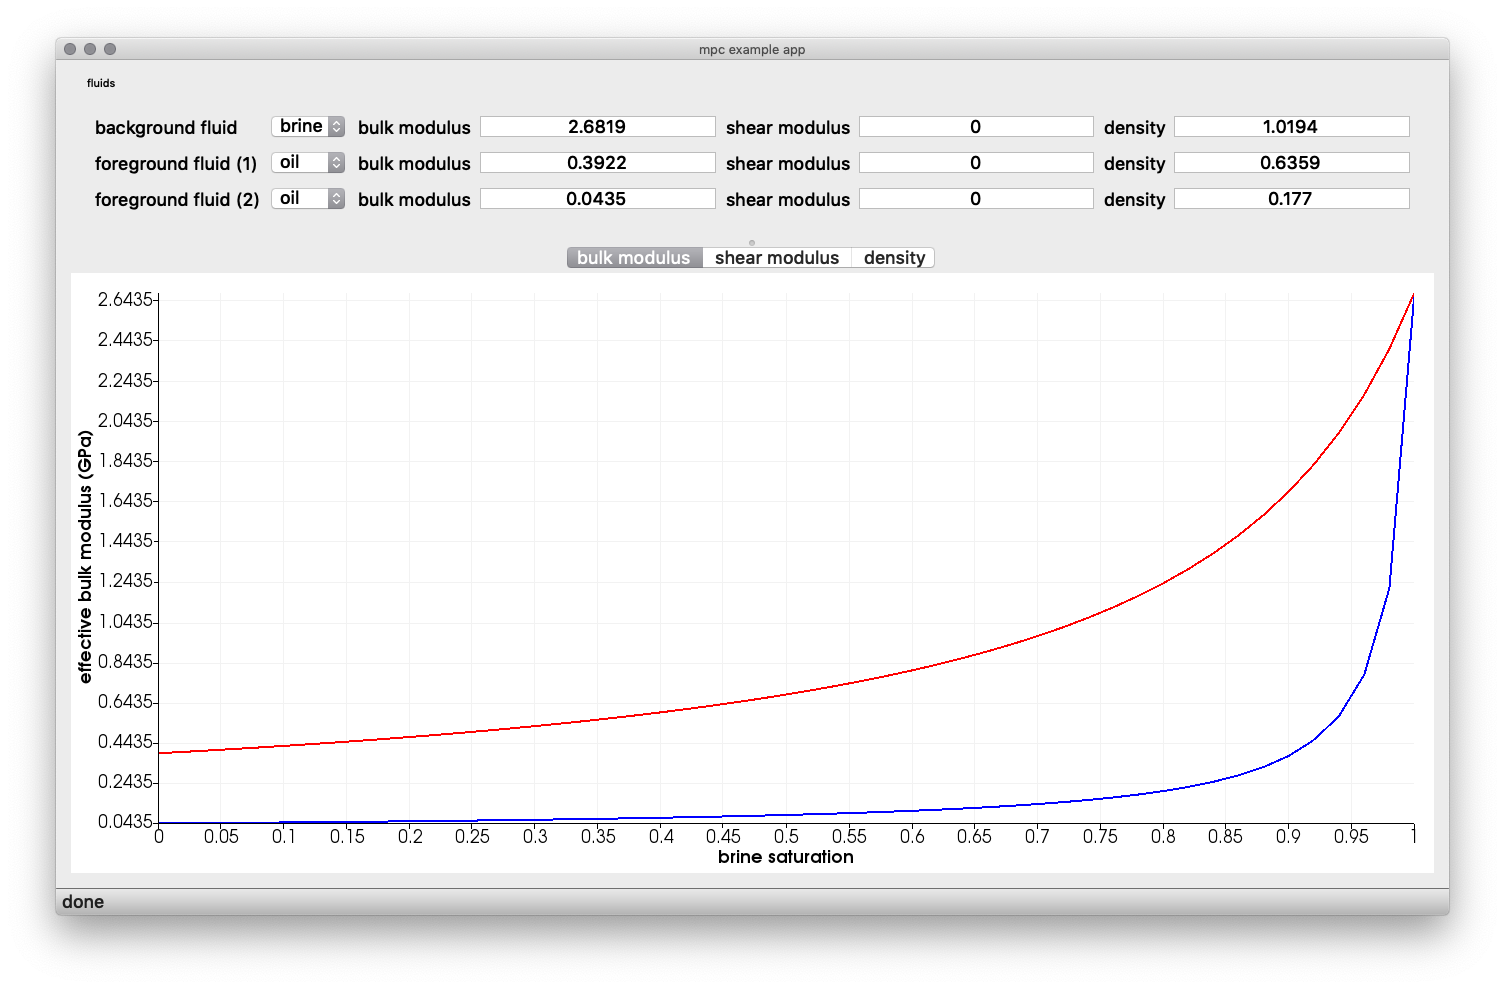 mpc example app
fluids
background fluid brine bulk modulus 2.6819 shear modulus 0 density 1.0194
foreground fluid (1) oil bulk modulus 0.3922 shear modulus 0 density 0.6359
foreground fluid (2) oil bulk modulus 0.0435 shear modulus 0 density 0.177
bulk modulus shear modulus density
effective bulk modulus (GPa)
2.6435
2.4435
2.2435
2.0435
1.8435
1.6435
1.4435
1.2435
1.0435
0.8435
0.6435
0.4435
0.2435
0.0435
0 0.05 0.1 0.15 0.2 0.25 0.3 0.35 0.4 0.45 0.5 0.55 0.6 0.65 0.7 0.75 0.8 0.85 0.9 0.95 1
brine saturation
done